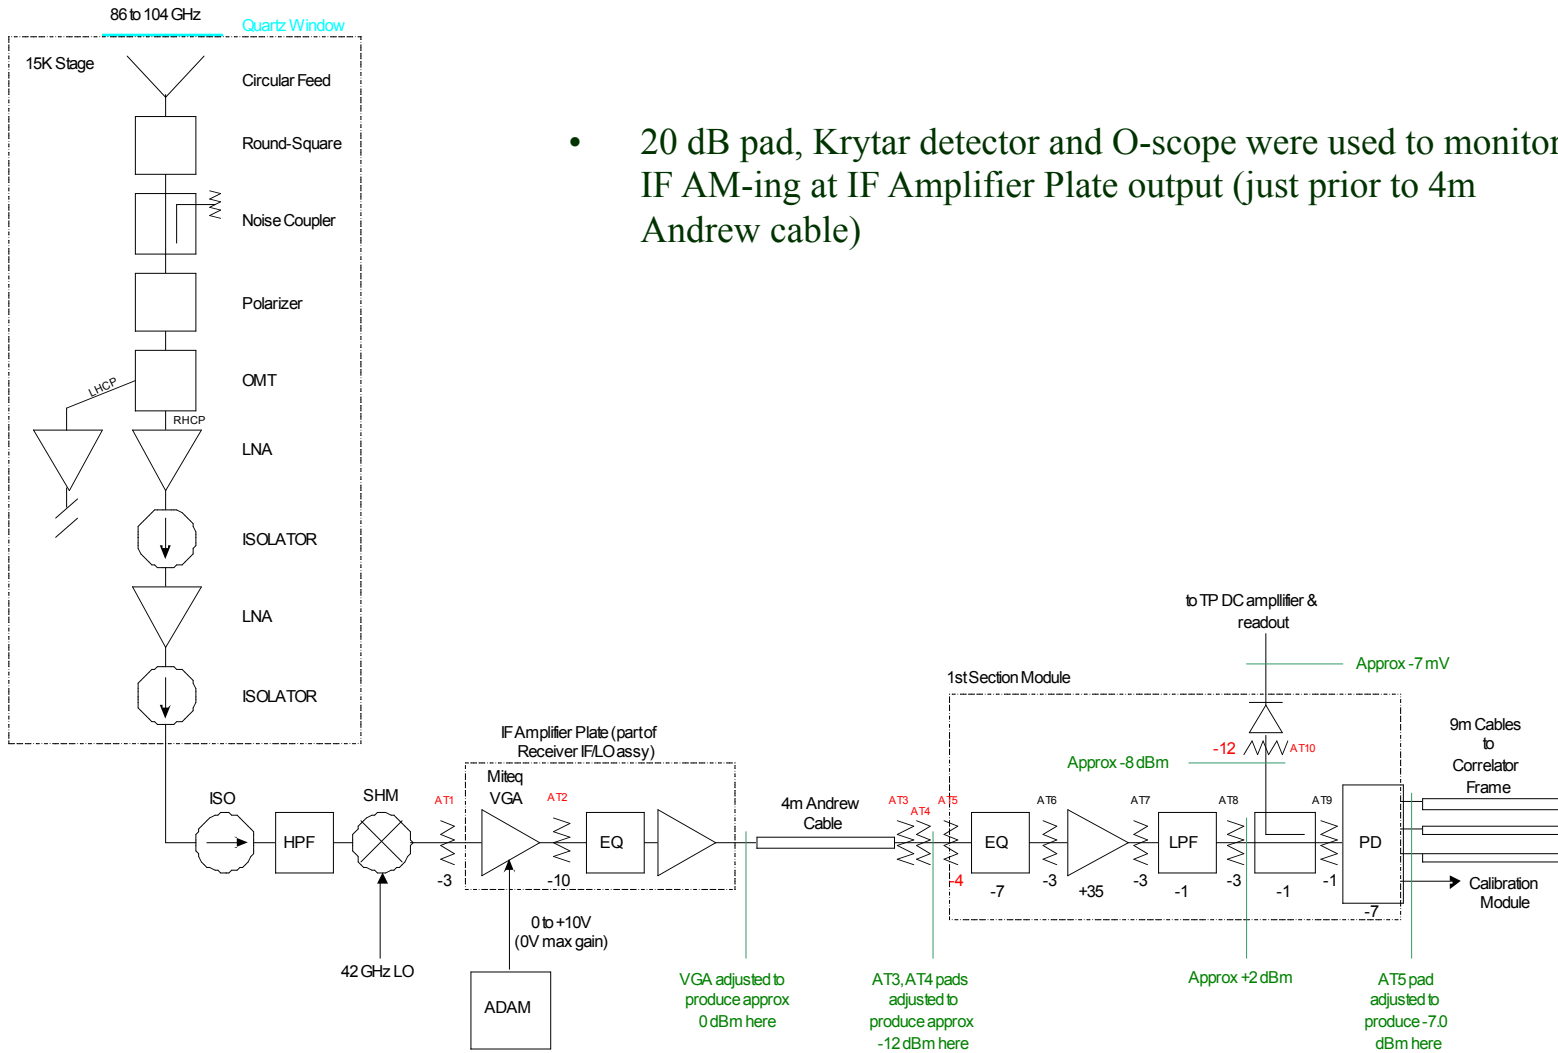 86 to 104 GHz
Quartz Window
15K Stage
Circular Feed
Round-Square
Noise Coupler
Polarizer
OMT
LHCP
RHCP
LNA
ISOLATOR
LNA
ISOLATOR
• 20 dB pad, Krytar detector and O-scope were used to monitor
IF AM-ing at IF Amplifier Plate output (just prior to 4m
Andrew cable)
to TP DC ampllifier &
readout
Approx -7 mV
1st Section Module
-12
AT10
Approx -8 dBm
9m Cables
to
Correlator
Frame
IF Amplifier Plate (part of
Receiver IF/LO assy)
Miteq
VGA
ISO
SHM
AT1
AT2
4m Andrew
Cable
AT3
AT4
AT5
AT6
AT7
AT8
AT9
HPF
EQ
EQ
LPF
PD
-3
-10
-4
-7
-3
+35
-3
-1
-3
-1
-1
-7
Calibration
Module
0 to +10V
(0V max gain)
42 GHz LO
ADAM
VGA adjusted to
produce approx
0 dBm here
AT3, AT4 pads
adjusted to
produce approx
-12 dBm here
Approx +2 dBm
AT5 pad
adjusted to
produce -7.0
dBm here